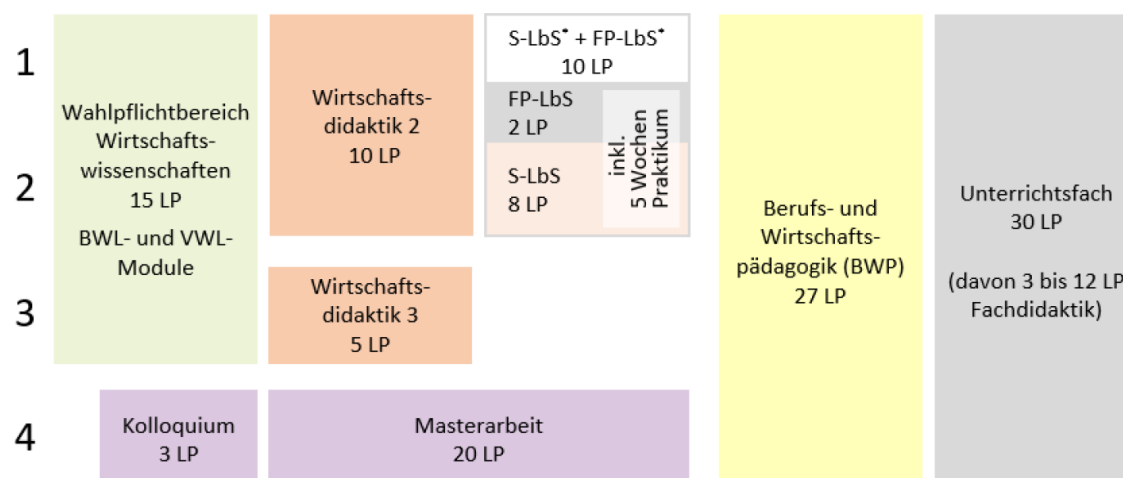 1
2
3
4
Wahlpflichtbereich
Wirtschafts-
wissenschaften
15 LP
BWL- und VWL-
Module
Wirtschafts-
didaktik 2
10 LP
S-LbS* + FP-LbS*
10 LP
FP-LbS
2 LP
S-LbS
8 LP
inkl.
5 Wochen
Praktikum
Wirtschafts-
didaktik 3
5 LP
Kolloquium
3 LP
Masterarbeit
20 LP
Berufs- und
Wirtschafts-
pädagogik (BWP)
27 LP
Unterrichtsfach
30 LP
(davon 3 bis 12 LP
Fachdidaktik)